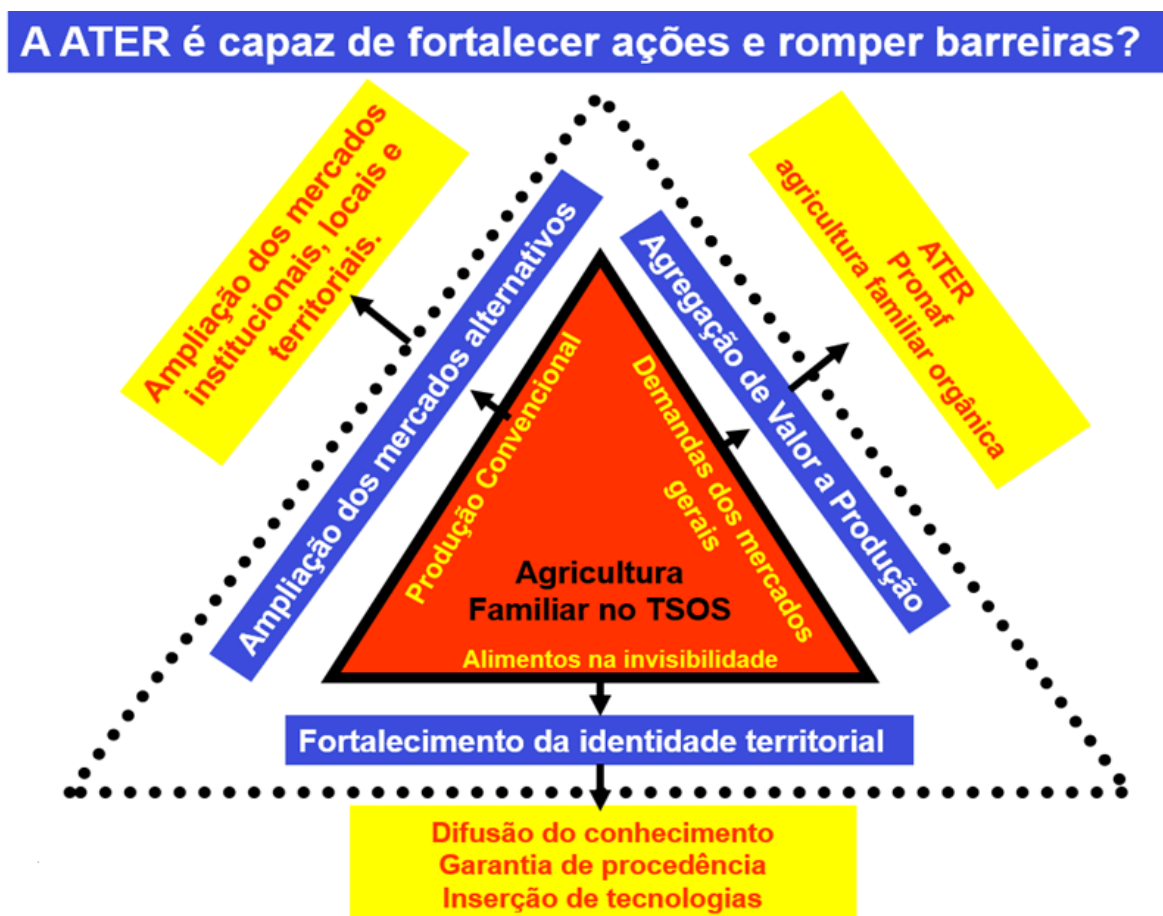 A ATER é capaz de fortalecer ações e romper barreiras?
Ampliação dos mercados
institucionais, locais e
territoriais.
Ampliação dos mercados alternativos
Produção Convencional
ATER
Pronaf
agricultura familiar orgânica
Agregação de Valor a Produção
Demandas dos mercados
gerais
Agricultura
Familiar no TSOS
Alimentos na invisibilidade
Fortalecimento da identidade territorial
Difusão do conhecimento
Garantia de procedência
Inserção de tecnologias